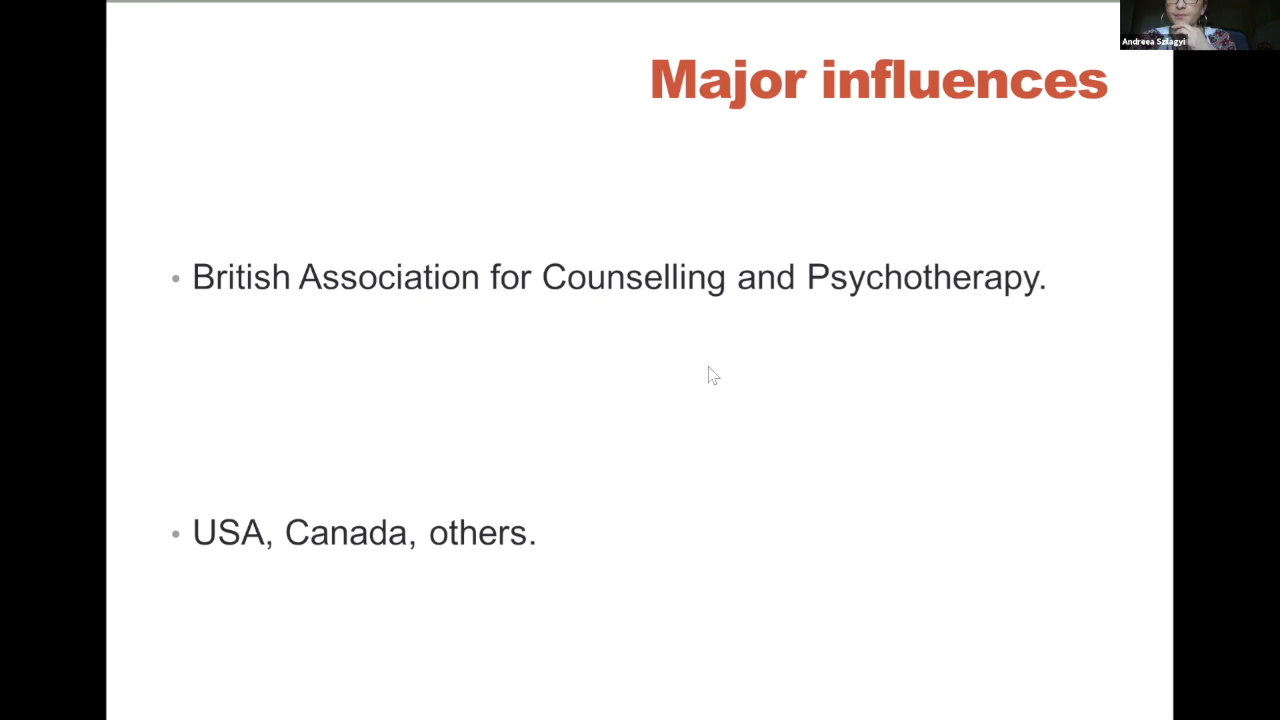 Andreea Szilagyi
Major influences
• British Association for Counselling and Psychotherapy.
• USA, Canada, others.